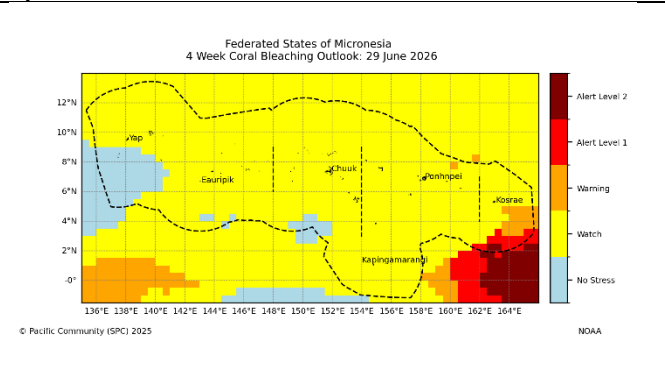 Federated States of Micronesia
4 Week Coral Bleaching Outlook: 29 June 2026
12°N
10°N
8°N
6°N
4°N
2°N
-0°
Yap
Eauripik
Chuuk
Pohnpei
Kosrae
Kapingamarangi
136°E 138°E 140°E 142°E 144°E 146°E 148°E 150°E 152°E 154°E 156°E 158°E 160°E 162°E 164°E
Alert Level 2
Alert Level 1
Warning
Watch
No Stress
© Pacific Community (SPC) 2025
NOAA